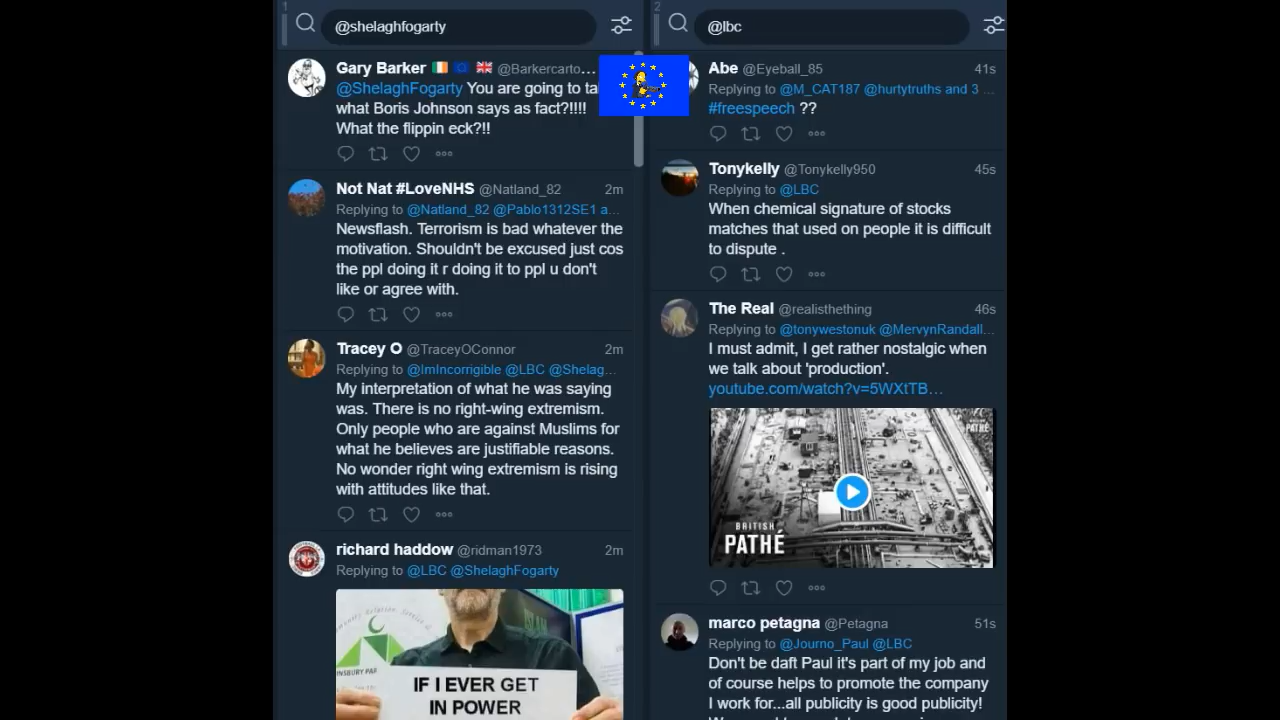 1
@shelaghfogarty
Gary Barker @Barkercarto...
@ShelaghFogarty You are going to ta
what Boris Johnson says as fact?!!!!
What the flippin eck?!!
Not Nat #LoveNHS @Natland_82 2m
Replying to @Natland_82 @Pablo1312SE1 a...
Newsflash. Terrorism is bad whatever the
motivation. Shouldn't be excused just cos
the ppl doing it r doing it to ppl u don't
like or agree with.
Tracey O @TraceyOConnor 2m
Replying to @ImIncorrigible @LBC @Shelag...
My interpretation of what he was saying
was. There is no right-wing extremism.
Only people who are against Muslims for
what he believes are justifiable reasons.
No wonder right wing extremism is rising
with attitudes like that.
richard haddow @ridman1973 2m
Replying to @LBC @ShelaghFogarty
ISLAM
NSBURY PAR
IF I EVER GET
IN POWER
2
@lbc
Abe @Eyeball_85 41s
Replying to @M_CAT187 @hurtytruths and 3 ...
#freespeech ??
Tonykelly @Tonykelly950 45s
Replying to @LBC
When chemical signature of stocks
matches that used on people it is difficult
to dispute .
The Real @realisthething 46s
Replying to @tonywestonuk @MervynRandall...
I must admit, I get rather nostalgic when
we talk about 'production'.
youtube.com/watch?v=5WXtTB...
BRITISH
PATHÉ
BRITISH
PATHÉ
marco petagna @Petagna 51s
Replying to @Journo_Paul @LBC
Don't be daft Paul it's part of my job and
of course helps to promote the company
I work for...all publicity is good publicity!